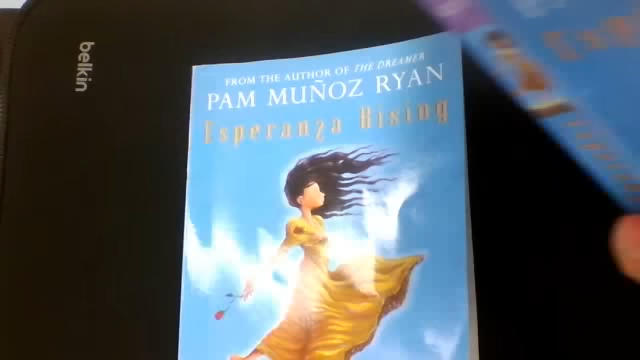 belkin
FROM THE AUTHOR OF THE DREAMER
PAM MUÑOZ RYAN
Esperanza Rising